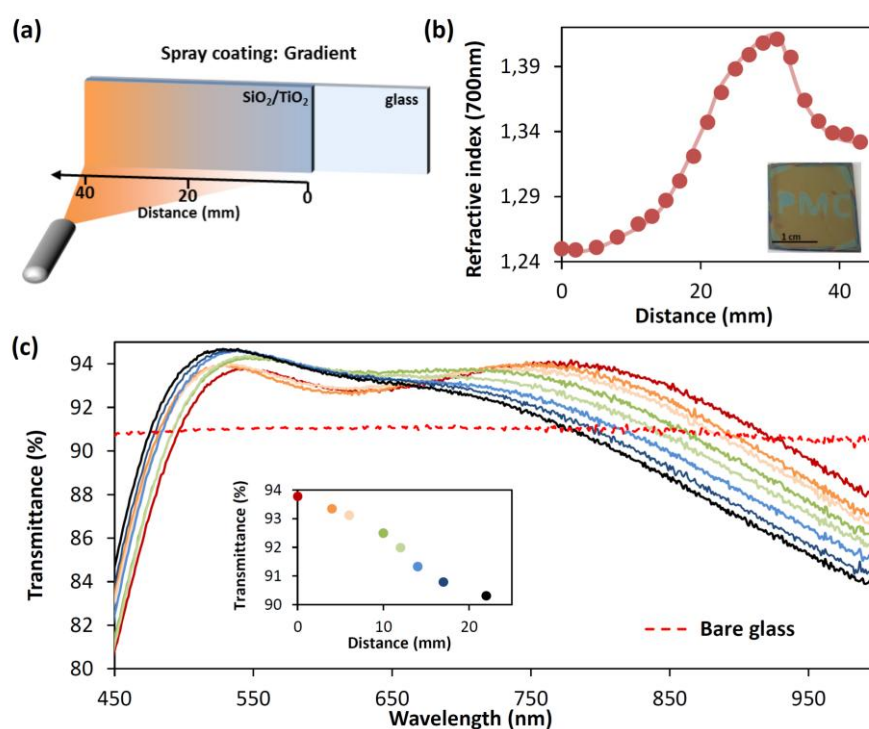 (a)
Spray coating: Gradient
SiO₂/TiO₂
glass
40
20
0
Distance (mm)
(b)
Refractive index (700nm)
1,39
1,34
1,29
1,24
0
20
40
Distance (mm)
PMC
1 cm
(c)
Transmittance (%)
94
92
90
88
86
84
82
80
450
550
650
750
850
950
Wavelength (nm)
Transmittance (%)
94
93
92
91
90
0
10
20
Distance (mm)
Bare glass